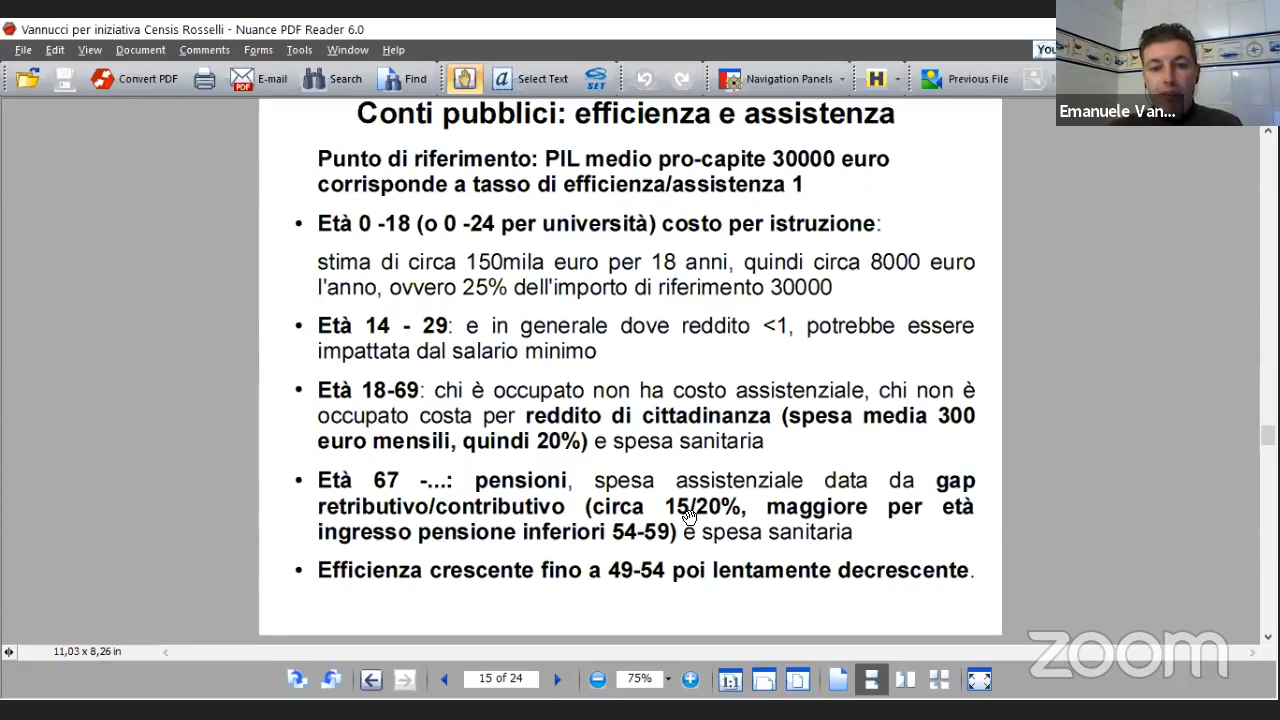 Vannucci per iniziativa Censis Rosselli - Nuance PDF Reader 6.0
File Edit View Document Comments Forms Tools Window Help
You
Convert PDF E-mail Search Find Select Text SET Navigation Panels H Previous File
Emanuele Van...
Conti pubblici: efficienza e assistenza
Punto di riferimento: PIL medio pro-capite 30000 euro
corrisponde a tasso di efficienza/assistenza 1
• Età 0 -18 (o 0 -24 per università) costo per istruzione:
stima di circa 150mila euro per 18 anni, quindi circa 8000 euro
l'anno, ovvero 25% dell'importo di riferimento 30000
• Età 14 - 29: e in generale dove reddito <1, potrebbe essere
impattata dal salario minimo
• Età 18-69: chi è occupato non ha costo assistenziale, chi non è
occupato costa per reddito di cittadinanza (spesa media 300
euro mensili, quindi 20%) e spesa sanitaria
• Età 67 -...: pensioni, spesa assistenziale data da gap
retributivo/contributivo (circa 15/20%, maggiore per età
ingresso pensione inferiori 54-59) e spesa sanitaria
• Efficienza crescente fino a 49-54 poi lentamente decrescente.
zoom
11,03 x 8,26 in
15 of 24
75%
1:1